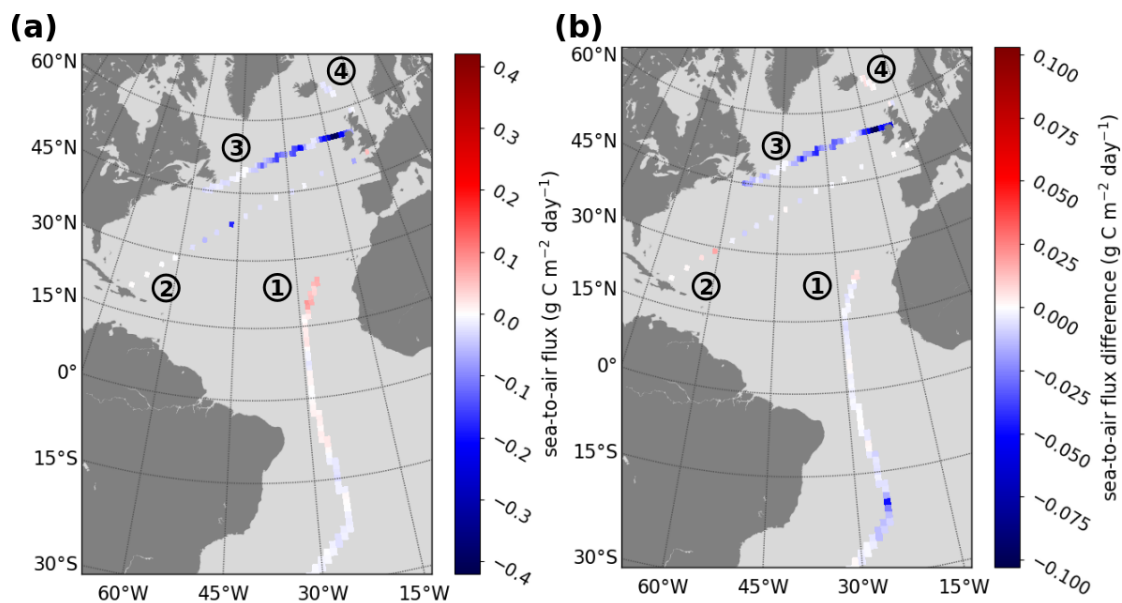 (a)
60°N
45°N
30°N
15°N
0°
15°S
30°S
60°W
45°W
30°W
15°W
①
②
③
④
0.4
0.3
0.2
0.1
0.0
−0.1
−0.2
−0.3
−0.4
sea-to-air flux (g C m⁻² day⁻¹)
(b)
60°N
45°N
30°N
15°N
0°
15°S
30°S
60°W
45°W
30°W
15°W
①
②
③
④
0.100
0.075
0.050
0.025
0.000
−0.025
−0.050
−0.075
−0.100
sea-to-air flux difference (g C m⁻² day⁻¹)